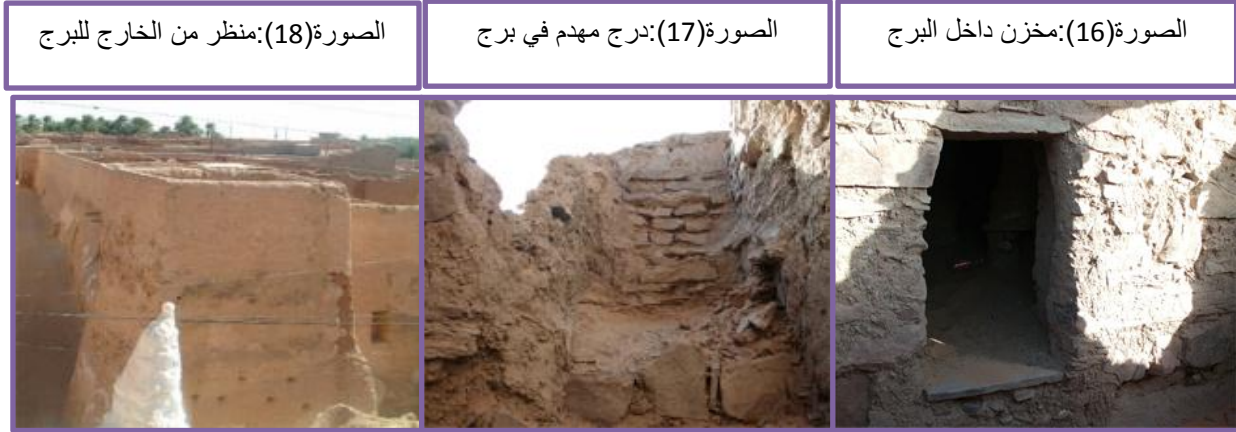 الصورة(16):مخزن داخل البرج
الصورة(17):درج مهدم في برج
الصورة(18):منظر من الخارج للبرج